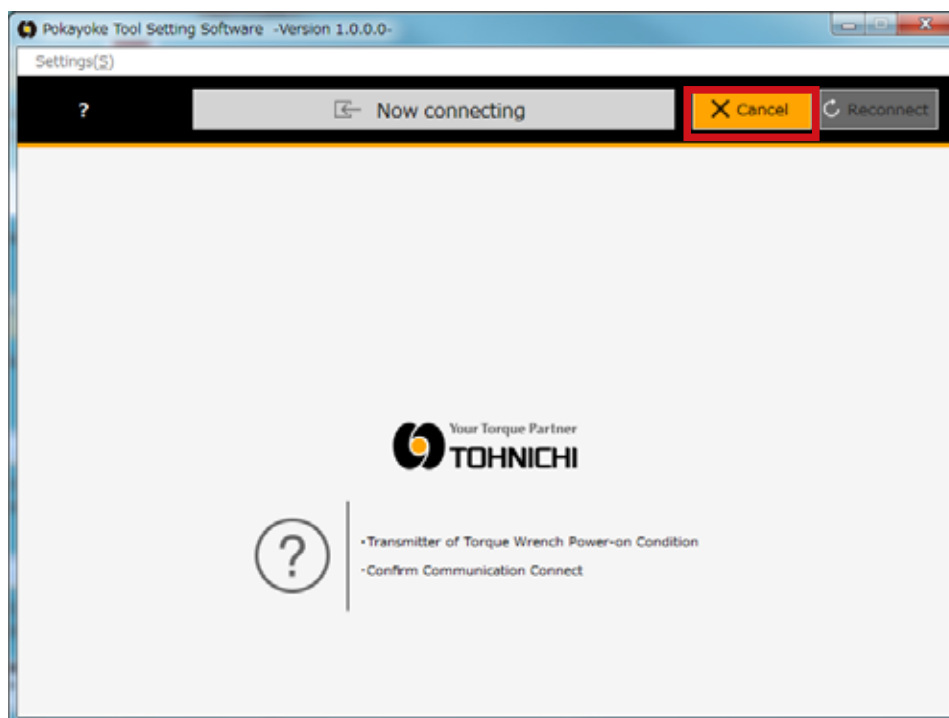 Pokayoke Tool Setting Software -Version 1.0.0.0-
Settings(S)
? Now connecting Cancel Reconnect
Your Torque Partner
TOHNICHI
?
-Transmitter of Torque Wrench Power-on Condition
-Confirm Communication Connect